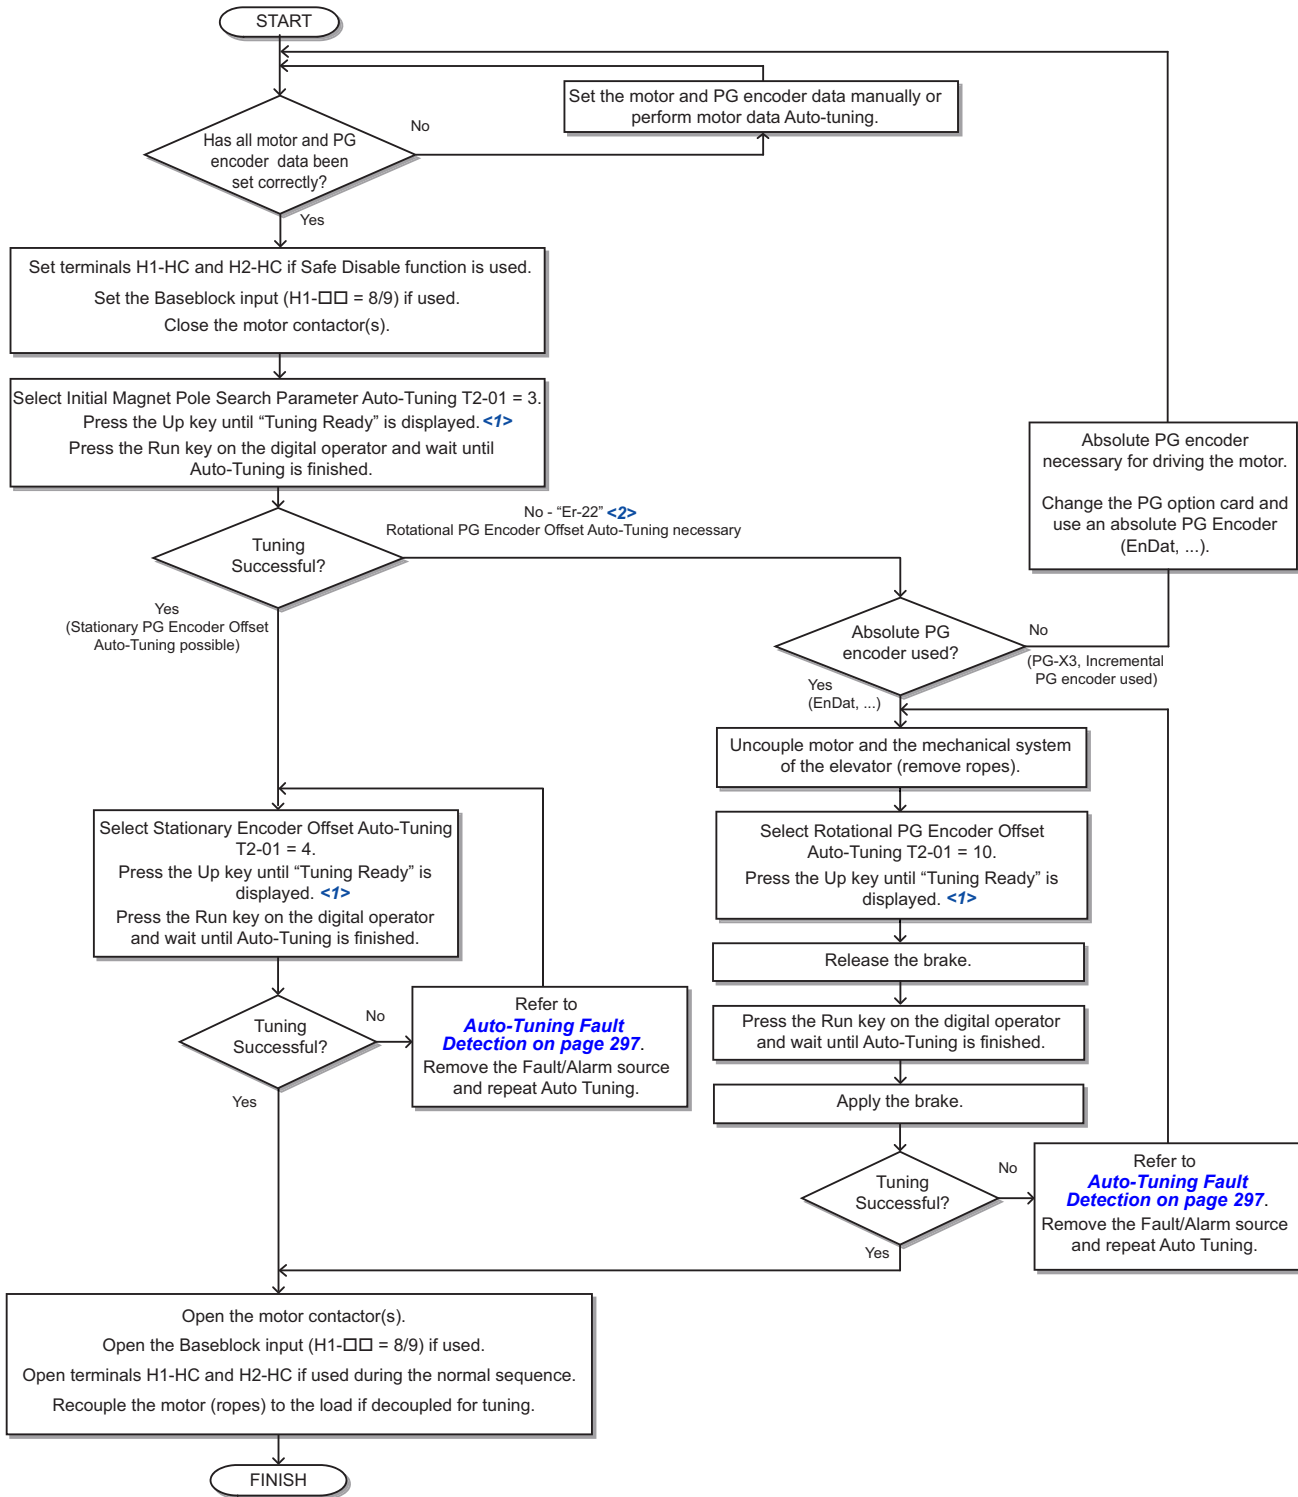 START
Set the motor and PG encoder data manually or
perform motor data Auto-tuning.
No
Has all motor and PG
encoder data been
set correctly?
Yes
Set terminals H1-HC and H2-HC if Safe Disable function is used.
Set the Baseblock input (H1-□□ = 8/9) if used.
Close the motor contactor(s).
Select Initial Magnet Pole Search Parameter Auto-Tuning T2-01 = 3.
Press the Up key until “Tuning Ready” is displayed. <1>
Press the Run key on the digital operator and wait until
Auto-Tuning is finished.
Absolute PG encoder
necessary for driving the motor.
Change the PG option card and
use an absolute PG Encoder
(EnDat, ...).
No - “Er-22” <2>
Rotational PG Encoder Offset Auto-Tuning necessary
Tuning
Successful?
Yes
(Stationary PG Encoder Offset
Auto-Tuning possible)
Absolute PG
encoder used?
No
(PG-X3, Incremental
PG encoder used)
Yes
(EnDat, ...)
Uncouple motor and the mechanical system
of the elevator (remove ropes).
Select Stationary Encoder Offset Auto-Tuning
T2-01 = 4.
Press the Up key until “Tuning Ready” is
displayed. <1>
Press the Run key on the digital operator
and wait until Auto-Tuning is finished.
Select Rotational PG Encoder Offset
Auto-Tuning T2-01 = 10.
Press the Up key until “Tuning Ready” is
displayed. <1>
Release the brake.
Press the Run key on the digital operator
and wait until Auto-Tuning is finished.
Apply the brake.
Tuning
Successful?
No
Refer to
Auto-Tuning Fault
Detection on page 297.
Remove the Fault/Alarm source
and repeat Auto Tuning.
Yes
Tuning
Successful?
No
Refer to
Auto-Tuning Fault
Detection on page 297.
Remove the Fault/Alarm source
and repeat Auto Tuning.
Yes
Open the motor contactor(s).
Open the Baseblock input (H1-□□ = 8/9) if used.
Open terminals H1-HC and H2-HC if used during the normal sequence.
Recouple the motor (ropes) to the load if decoupled for tuning.
FINISH